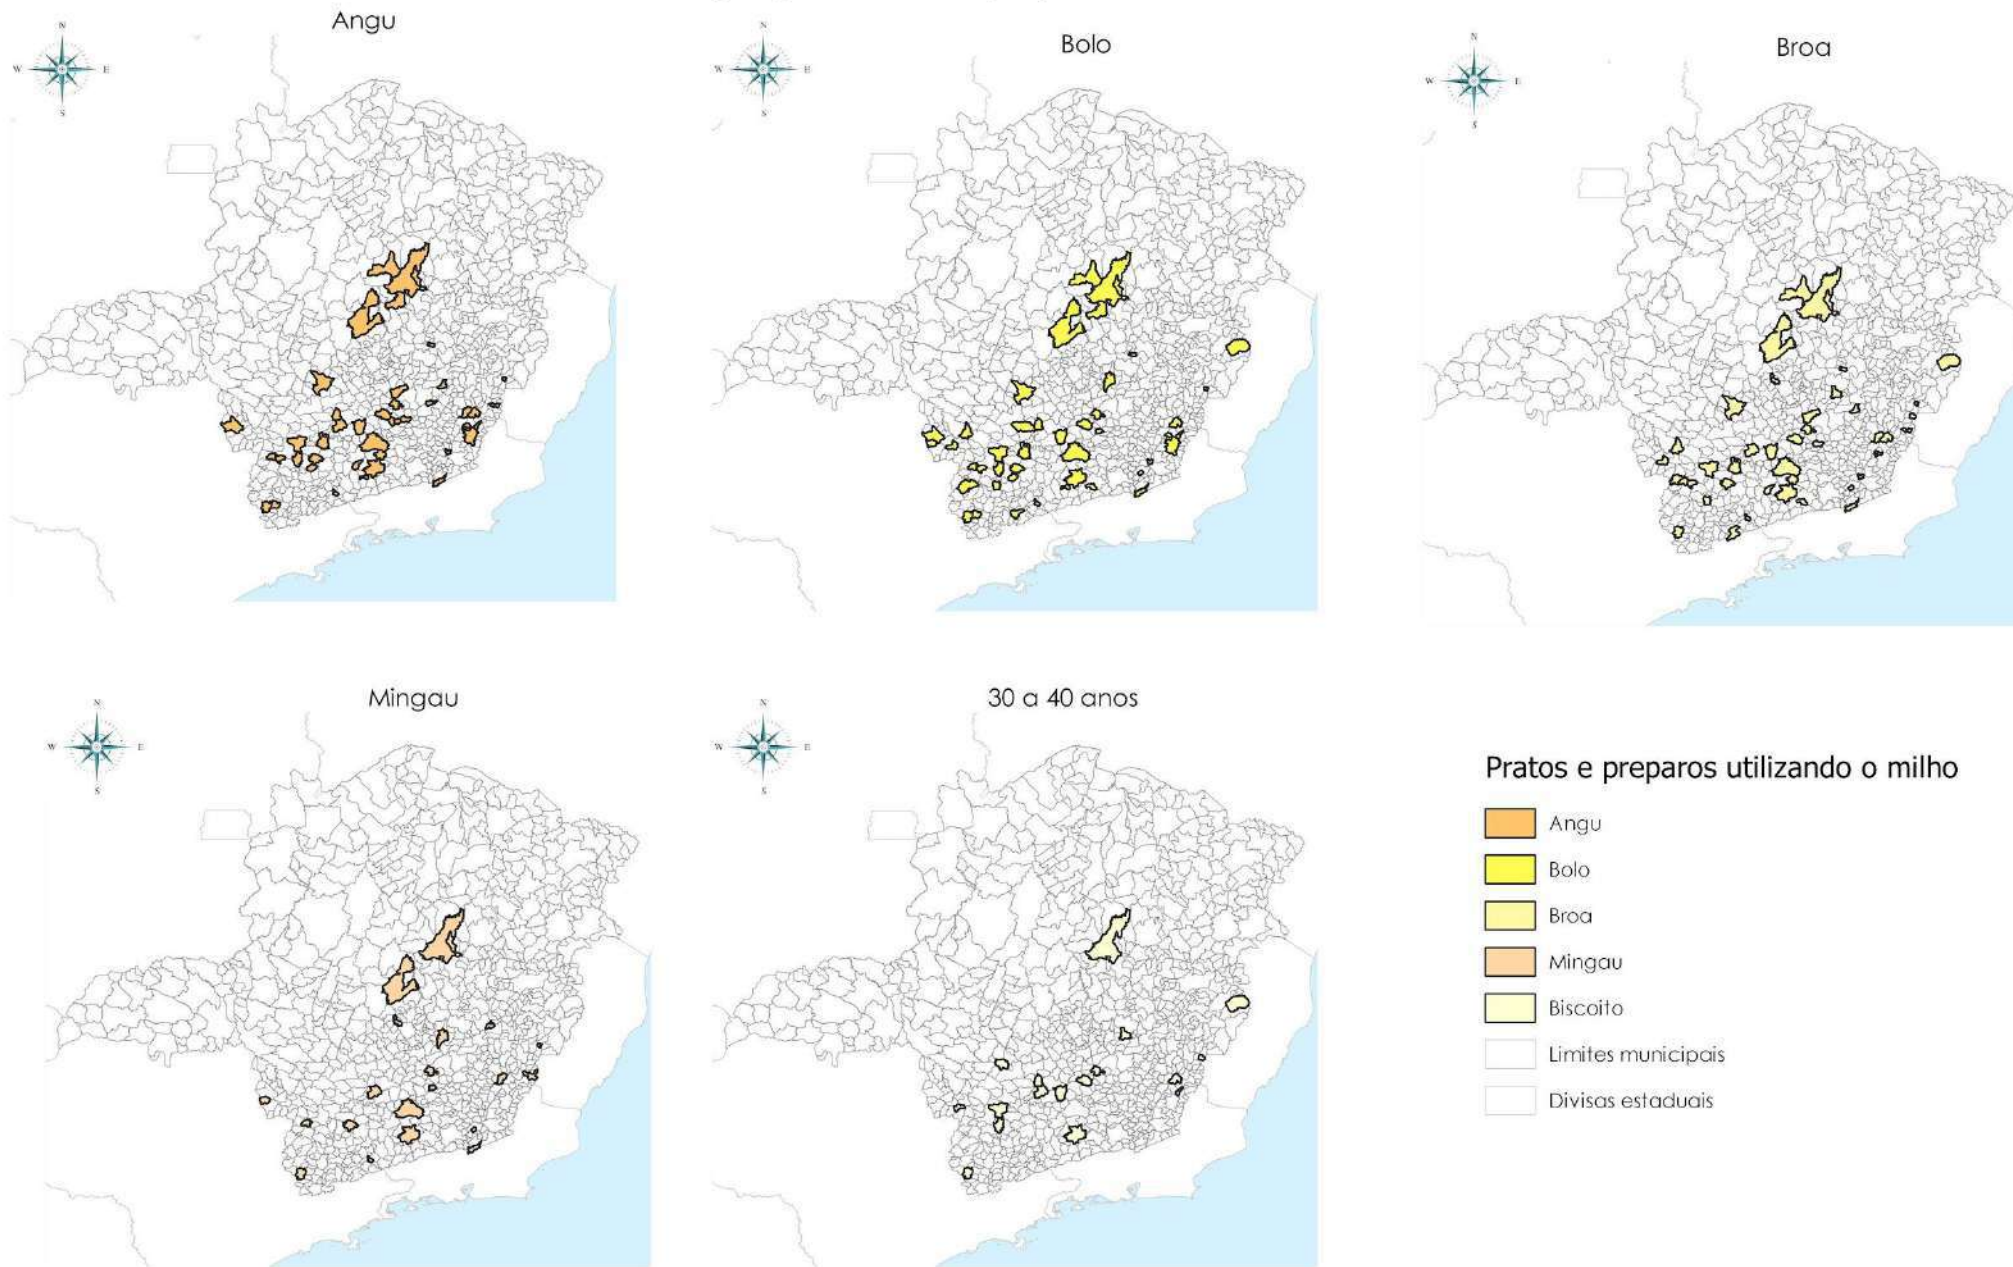 Angu
Bolo
Broa
N
W
E
S
N
W
E
S
N
W
E
S
Mingau
30 a 40 anos
N
W
E
S
N
W
E
S
Pratos e preparos utilizando o milho
Angu
Bolo
Broa
Mingau
Biscoito
Limites municipais
Divisas estaduais